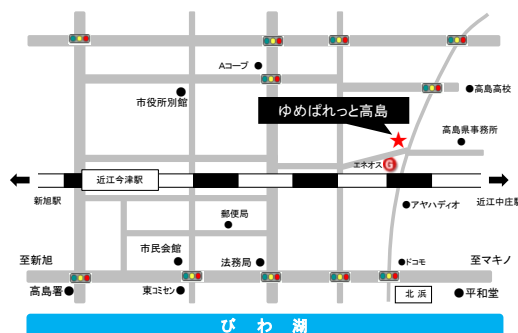 Aコープ
高島高校
市役所別館
ゆめぱれっと高島
高島県事務所
エネオス
G
近江今津駅
新旭駅
近江中庄駅
アヤハディオ
郵便局
市民会館
至新旭
法務局
ドコモ
至マキノ
高島署
東コミセン
北浜
平和堂
びわ湖